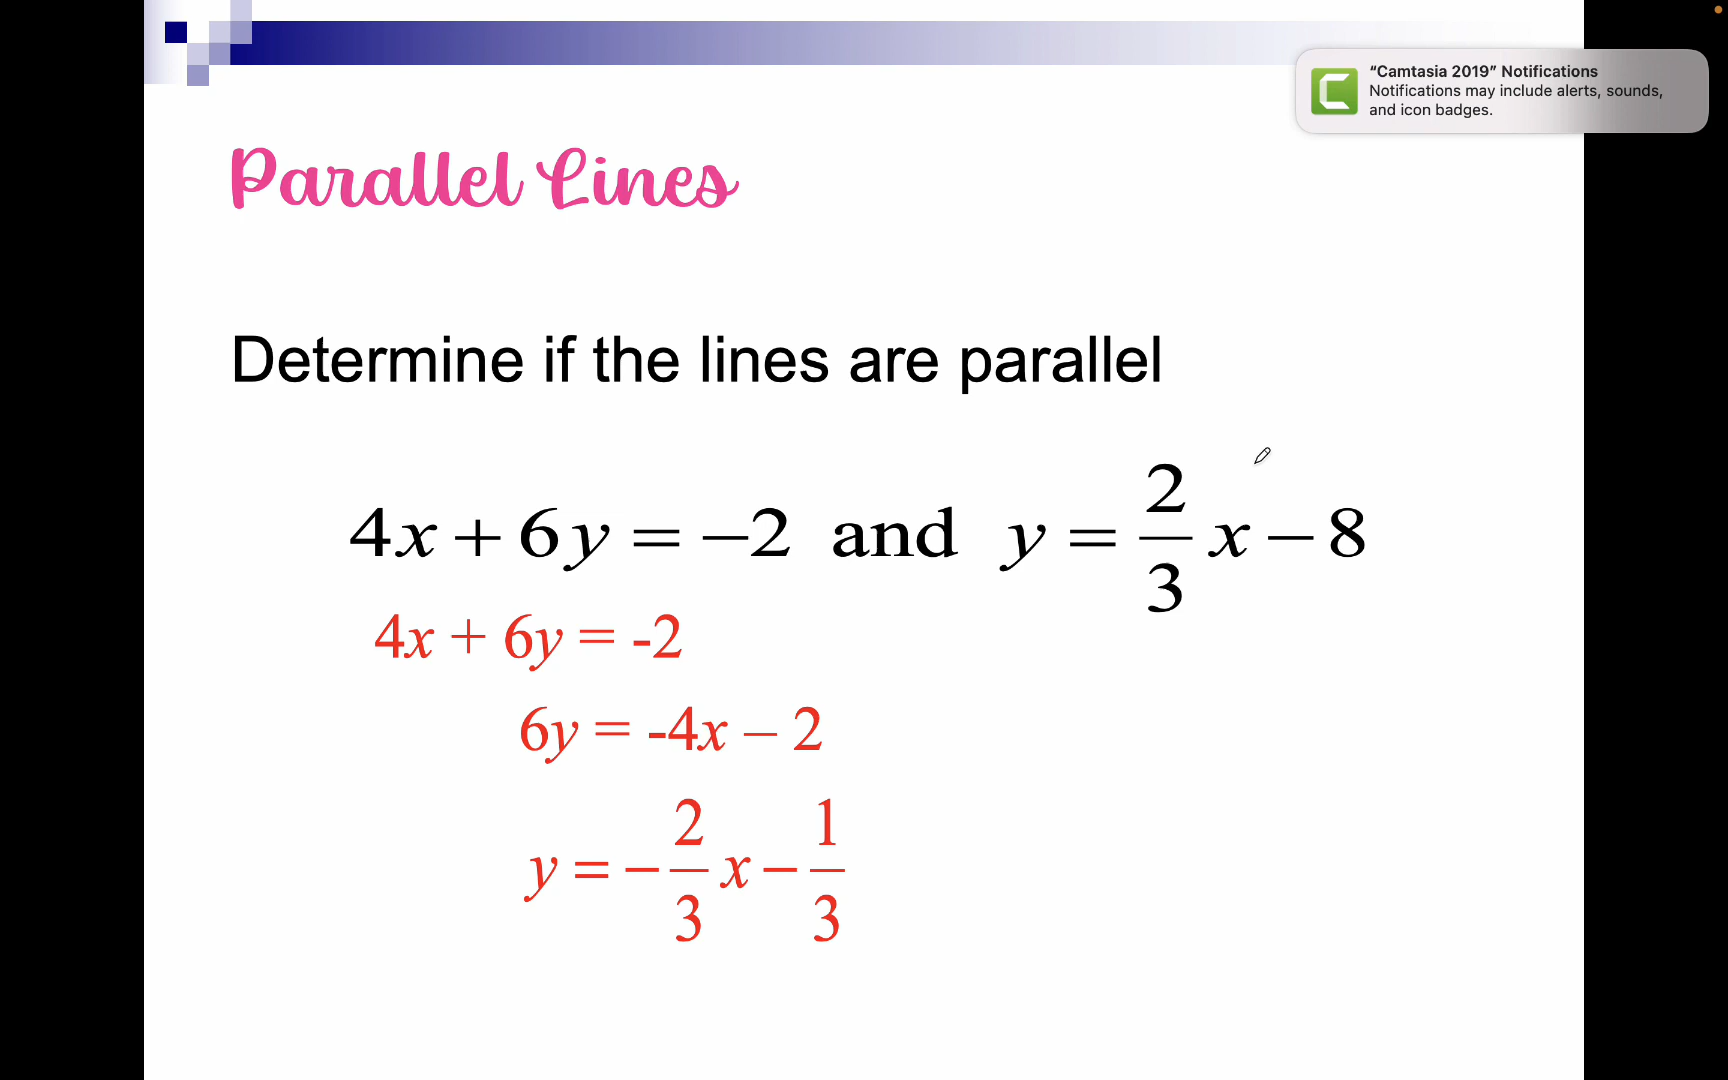 “Camtasia 2019” Notifications
Notifications may include alerts, sounds,
and icon badges.
Parallel Lines
Determine if the lines are parallel
4x + 6y = −2 and y = 2/3 x − 8
4x + 6y = -2
6y = -4x – 2
y = − 2/3 x − 1/3